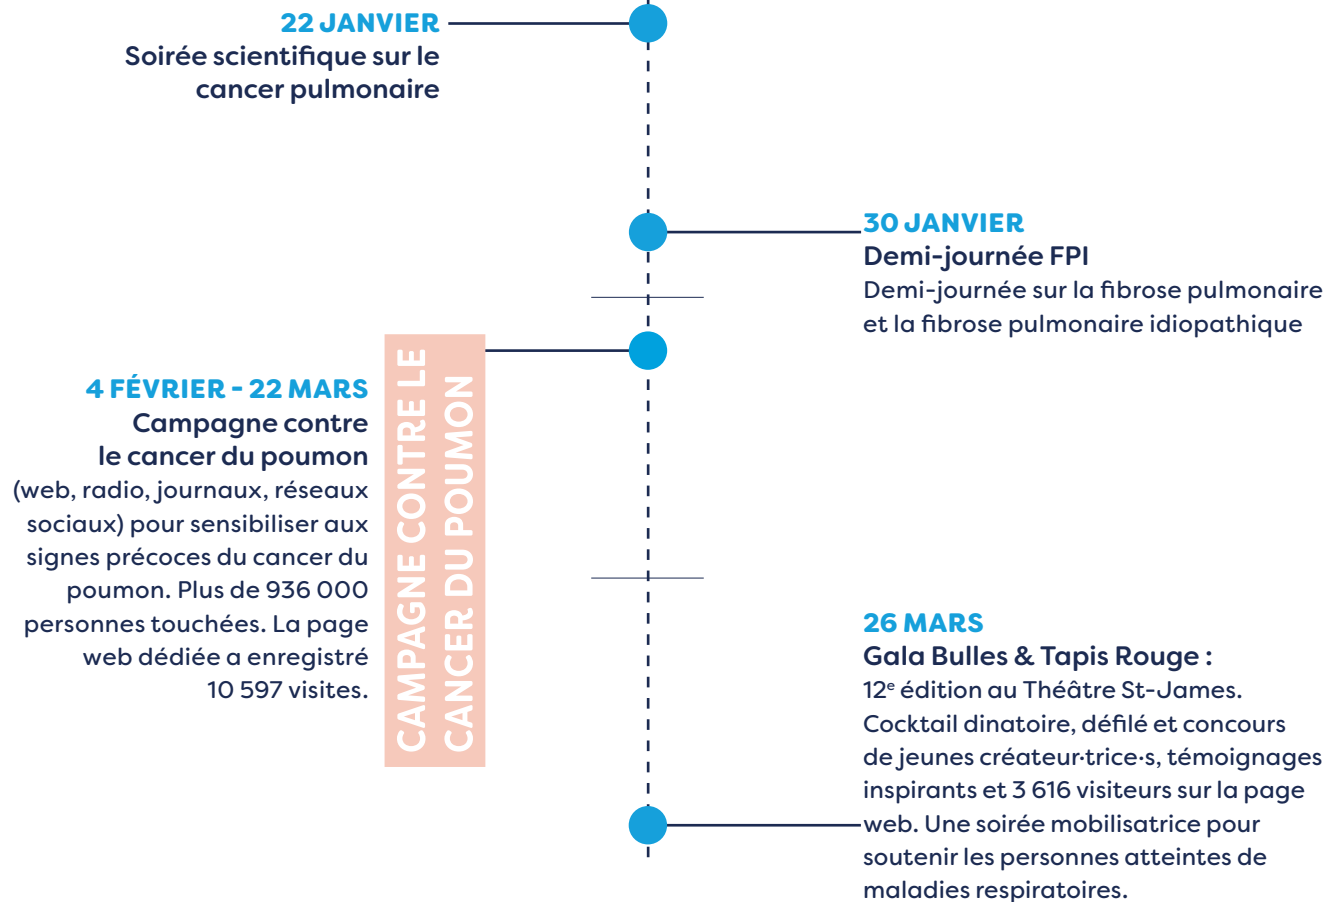 22 JANVIER
Soirée scientifique sur le
cancer pulmonaire
30 JANVIER
Demi-journée FPI
Demi-journée sur la fibrose pulmonaire
et la fibrose pulmonaire idiopathique
4 FÉVRIER - 22 MARS
Campagne contre
le cancer du poumon
(web, radio, journaux, réseaux
sociaux) pour sensibiliser aux
signes précoces du cancer du
poumon. Plus de 936 000
personnes touchées. La page
web dédiée a enregistré
10 597 visites.
CAMPAGNE CONTRE LE
CANCER DU POUMON
26 MARS
Gala Bulles & Tapis Rouge :
12e édition au Théâtre St-James.
Cocktail dinatoire, défilé et concours
de jeunes créateur·trice·s, témoignages
inspirants et 3 616 visiteurs sur la page
web. Une soirée mobilisatrice pour
soutenir les personnes atteintes de
maladies respiratoires.